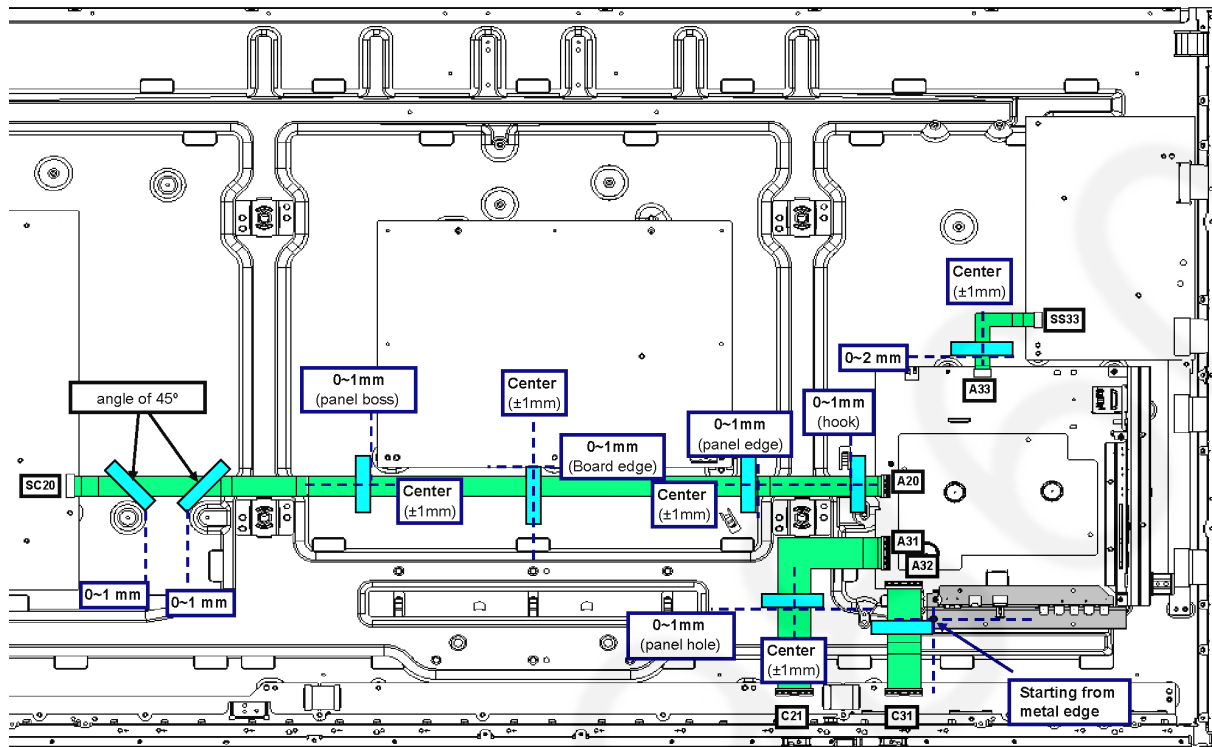 Center
(±1mm)
SS33
0~2 mm
A33
0~1mm
(panel boss)
Center
(±1mm)
0~1mm
(hook)
angle of 45º
0~1mm
(panel edge)
0~1mm
(Board edge)
SC20
Center
(±1mm)
Center
(±1mm)
A20
A31
A32
0~1 mm
0~1 mm
0~1mm
(panel hole)
Center
(±1mm)
Starting from
metal edge
C21
C31